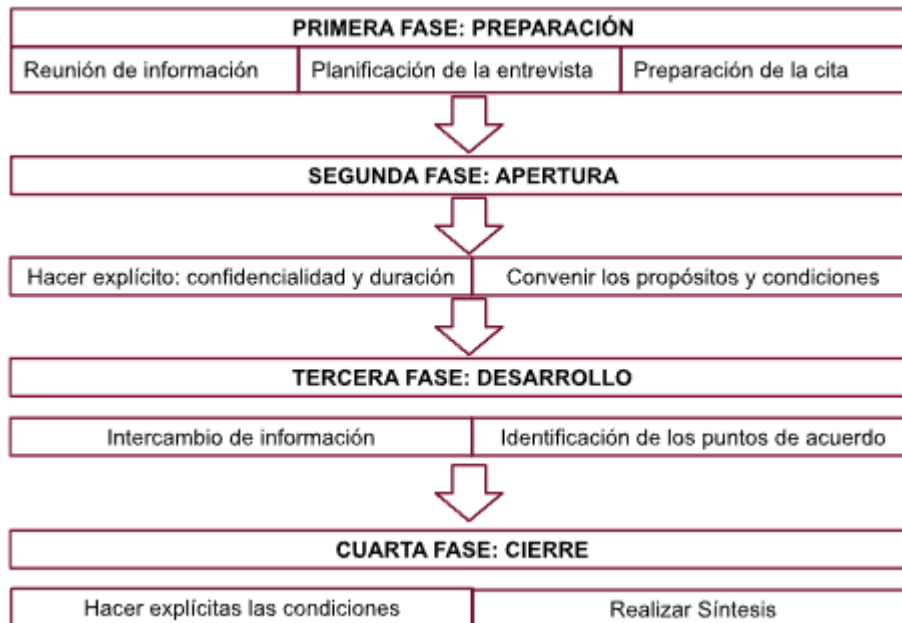 PRIMERA FASE: PREPARACIÓN
Reunión de información
Planificación de la entrevista
Preparación de la cita
SEGUNDA FASE: APERTURA
Hacer explícito: confidencialidad y duración
Convenir los propósitos y condiciones
TERCERA FASE: DESARROLLO
Intercambio de información
Identificación de los puntos de acuerdo
CUARTA FASE: CIERRE
Hacer explícitas las condiciones
Realizar Síntesis